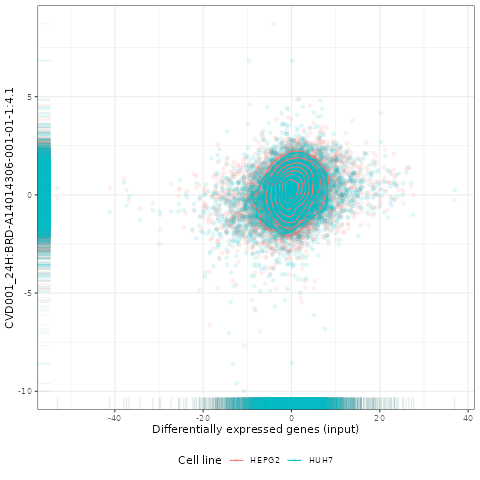 CVD001_24H:BRD-A14014306-001-01-1:4.1
5
0
-5
-10
-40
-20
0
20
40
Differentially expressed genes (input)
Cell line
HEPG2
HUH7